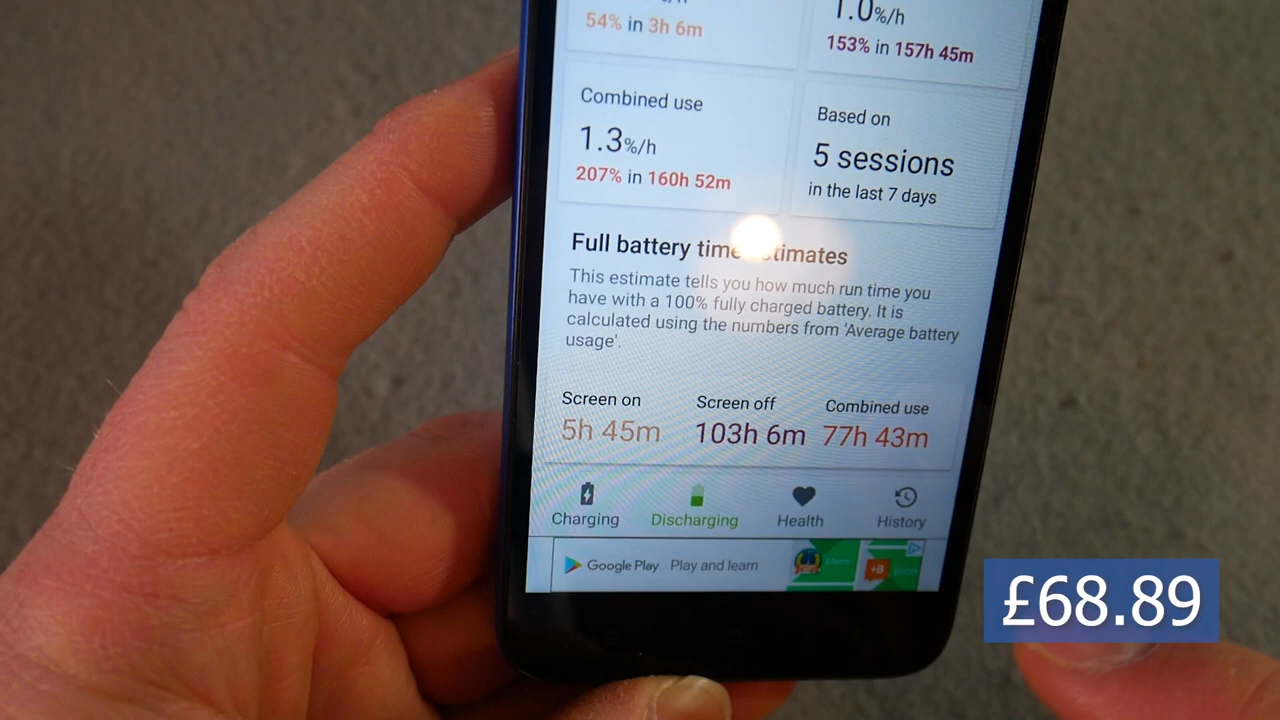 54% in 3h 6m
1.0%/h
153% in 157h 45m
Combined use
1.3%/h
207% in 160h 52m
Based on
5 sessions
in the last 7 days
Full battery time estimates
This estimate tells you how much run time you
have with a 100% fully charged battery. It is
calculated using the numbers from 'Average battery
usage'.
Screen on
5h 45m
Screen off
103h 6m
Combined use
77h 43m
Charging
Discharging
Health
History
Google Play Play and learn
+B
£68.89